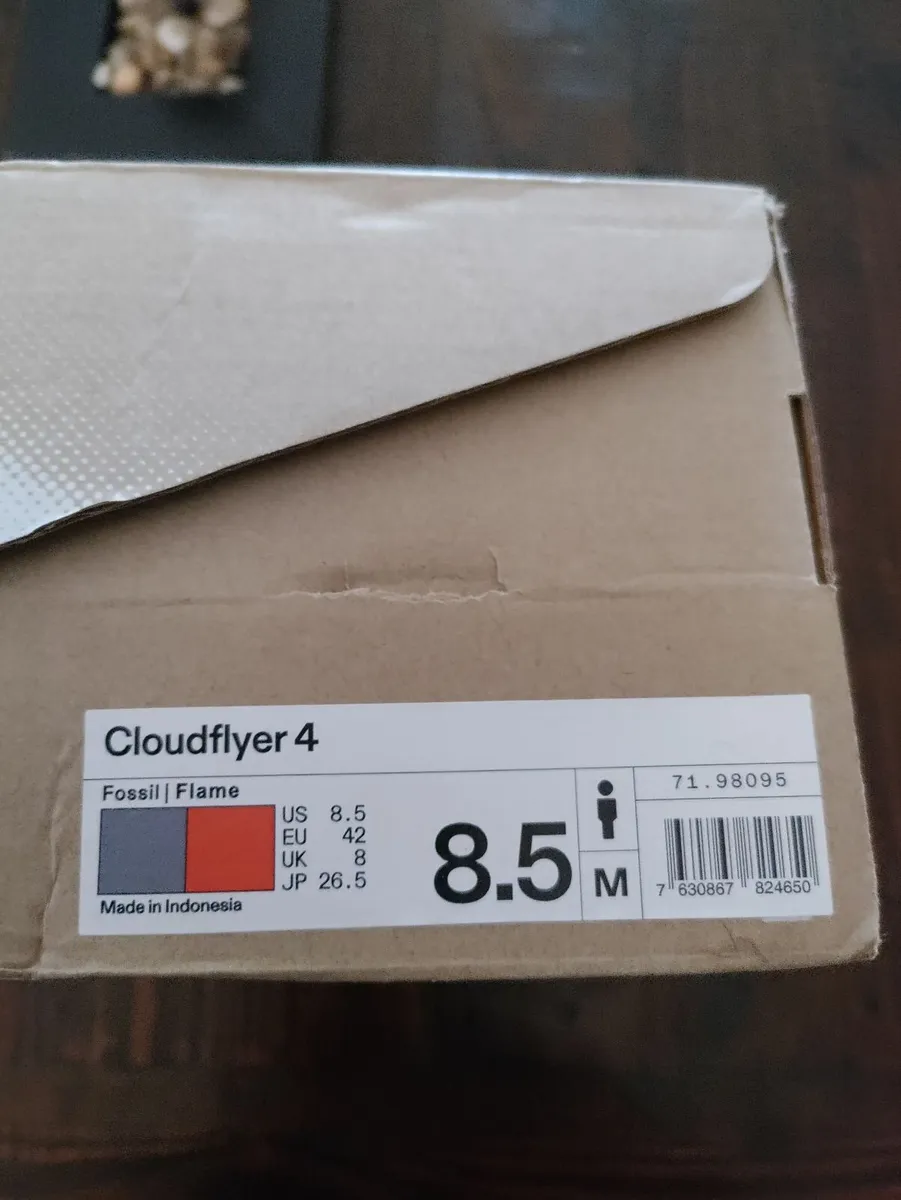 Cloudflyer 4
Fossil | Flame
71.98095
US 8.5
EU 42
UK 8
JP 26.5
8.5
M
7 630867 824650
Made in Indonesia